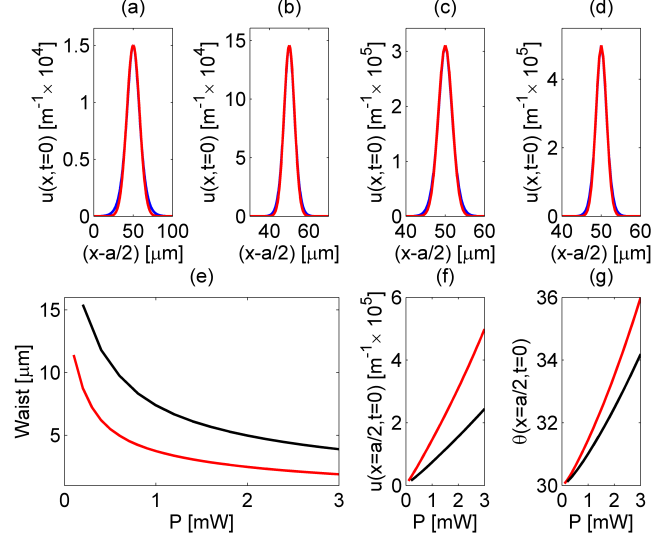 (a) (b) (c) (d)
u(x,t=0) [m⁻¹× 10⁴]
1.5
1
0.5
0
0 50 100
(x-a/2) [μm]
u(x,t=0) [m⁻¹× 10⁴]
15
10
5
0
40 60
(x-a/2) [μm]
u(x,t=0) [m⁻¹× 10⁵]
3
2
1
0
40 50 60
(x-a/2) [μm]
u(x,t=0) [m⁻¹× 10⁵]
4
2
0
40 50 60
(x-a/2) [μm]
(e) (f) (g)
Waist [μm]
15
10
5
0 1 2 3
P [mW]
u(x=a/2,t=0) [m⁻¹× 10⁵]
6
4
2
0
0 1 2 3
P [mW]
θ(x=a/2,t=0)
36
34
32
30
0 1 2 3
P [mW]